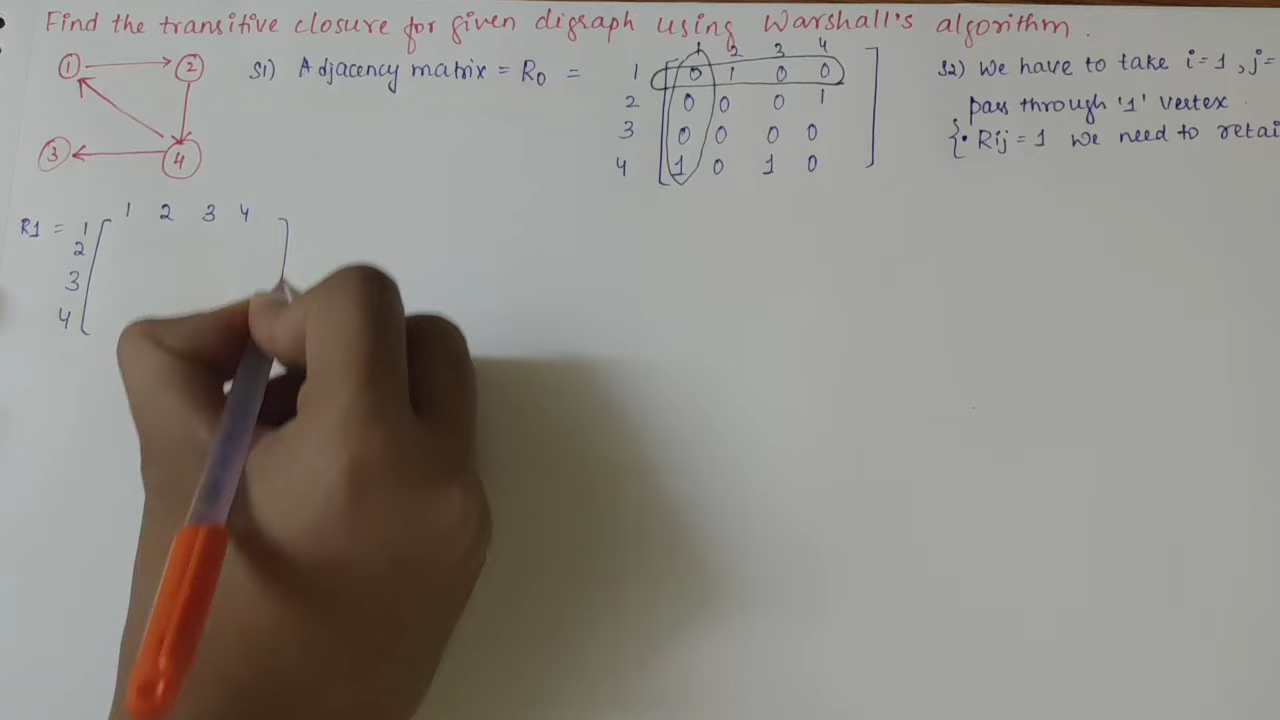 Find the transitive closure for given digraph using Warshall's algorithm.
1 2
3 4
S1) Adjacency matrix = R0 =
1 2 3 4
1 0 1 0 0
2 0 0 0 1
3 0 0 0 0
4 1 0 1 0
S2) We have to take i=1, j=
pass through '1' vertex.
{• Rij = 1 we need to retai
R1 =
1 2 3 4
1
2
3
4